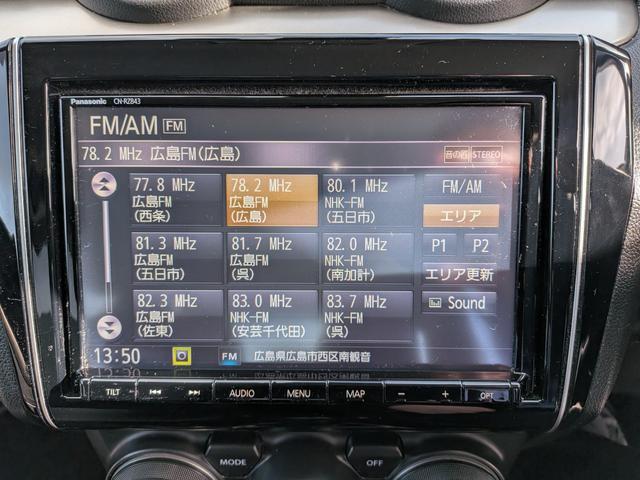 Panasonic CN-RZ843
FM/AM FM
78.2 MHz 広島FM(広島) 音の匠 STEREO
77.8 MHz
広島FM
(西条)
78.2 MHz
広島FM
(広島)
80.1 MHz
NHK-FM
(五日市)
FM/AM
エリア
81.3 MHz
広島FM
(五日市)
81.7 MHz
広島FM
(呉)
82.0 MHz
NHK-FM
(南加計)
P1 P2
エリア更新
82.3 MHz
広島FM
(佐東)
83.0 MHz
NHK-FM
(安芸千代田)
83.7 MHz
NHK-FM
(呉)
Sound
13:50 FM 広島県広島市西区南観音
TILT AUDIO MENU MAP − + OPT
MODE OFF